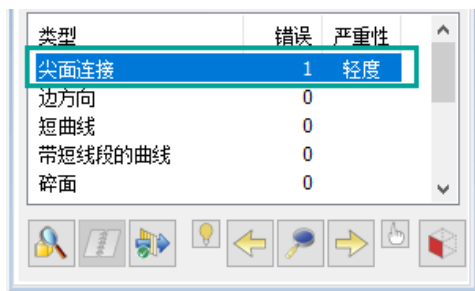 类型 错误 严重性
尖面连接 1 轻度
边方向 0
短曲线 0
带短线段的曲线 0
碎面 0